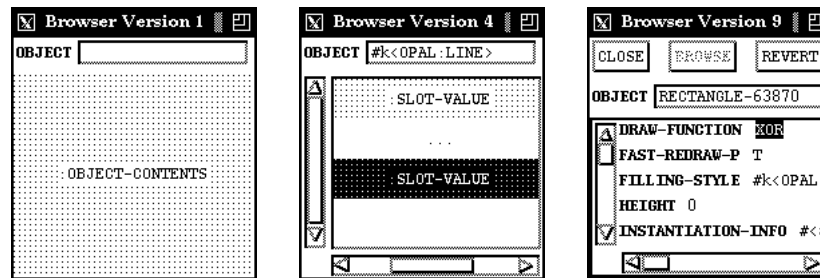 Browser Version 1
OBJECT
:OBJECT-CONTENTS
Browser Version 4
OBJECT #k<OPAL:LINE>
:SLOT-VALUE
...
:SLOT-VALUE
Browser Version 9
CLOSE BROWSE REVERT
OBJECT RECTANGLE-63870
DRAW-FUNCTION XOR
FAST-REDRAW-P T
FILLING-STYLE #k<OPAL
HEIGHT 0
INSTANTIATION-INFO #<